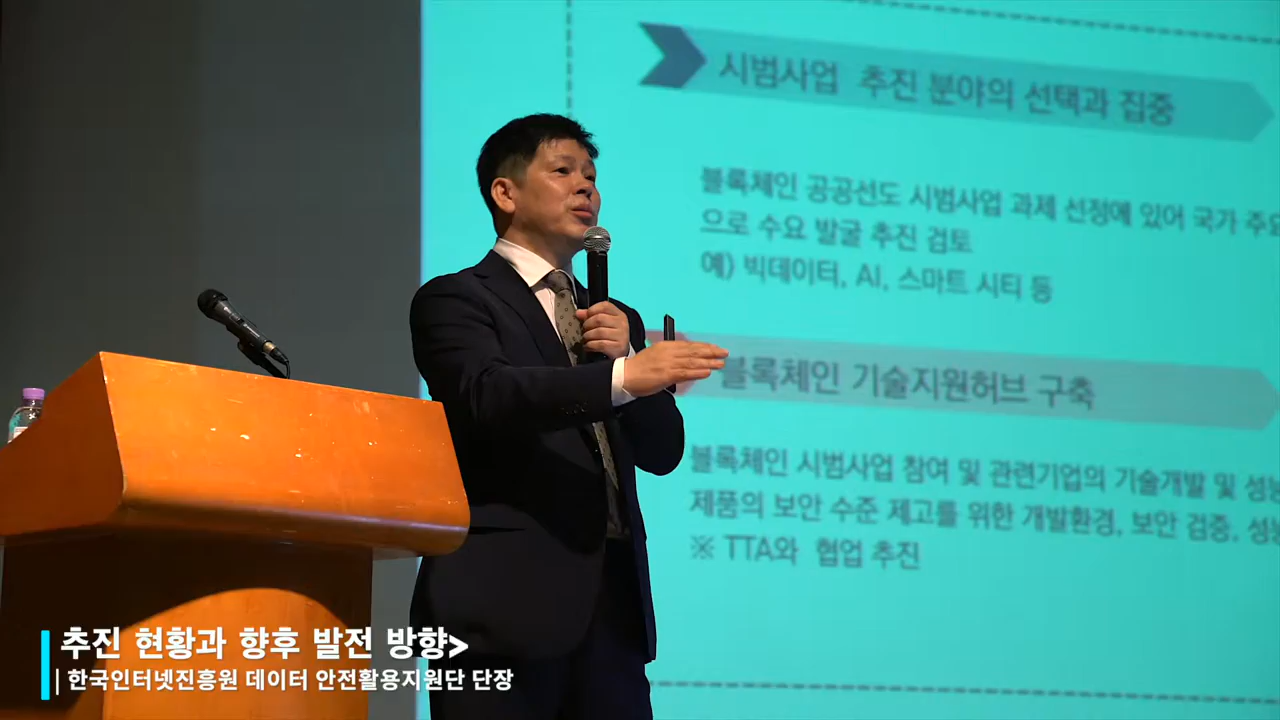 시범사업 추진 분야의 선택과 집중
블록체인 공공선도 시범사업 과제 선정에 있어 국가 주요
으로 수요 발굴 추진 검토
예) 빅데이터, AI, 스마트 시티 등
블록체인 기술지원허브 구축
블록체인 시범사업 참여 및 관련기업의 기술개발 및 성능
제품의 보안 수준 제고를 위한 개발환경, 보안 검증, 성능
※ TTA와 협업 추진
추진 현황과 향후 발전 방향>
| 한국인터넷진흥원 데이터 안전활용지원단 단장